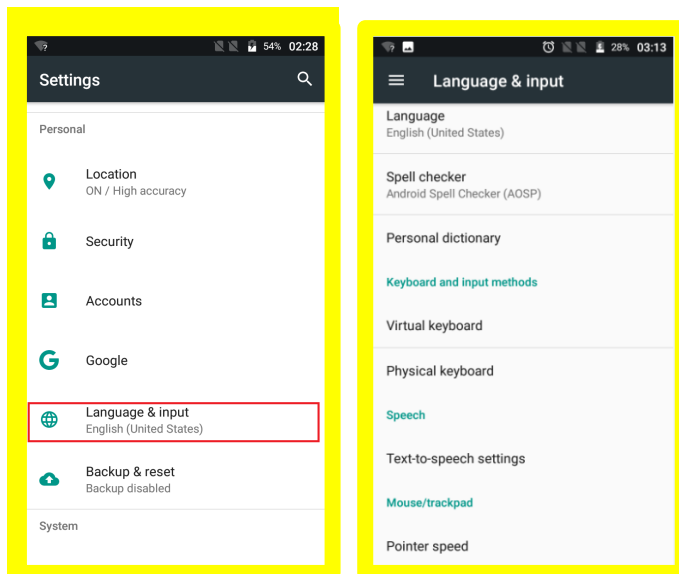 54% 02:28
Settings
Personal
Location
ON / High accuracy
Security
Accounts
Google
Language & input
English (United States)
Backup & reset
Backup disabled
System
28% 03:13
Language & input
Language
English (United States)
Spell checker
Android Spell Checker (AOSP)
Personal dictionary
Keyboard and input methods
Virtual keyboard
Physical keyboard
Speech
Text-to-speech settings
Mouse/trackpad
Pointer speed